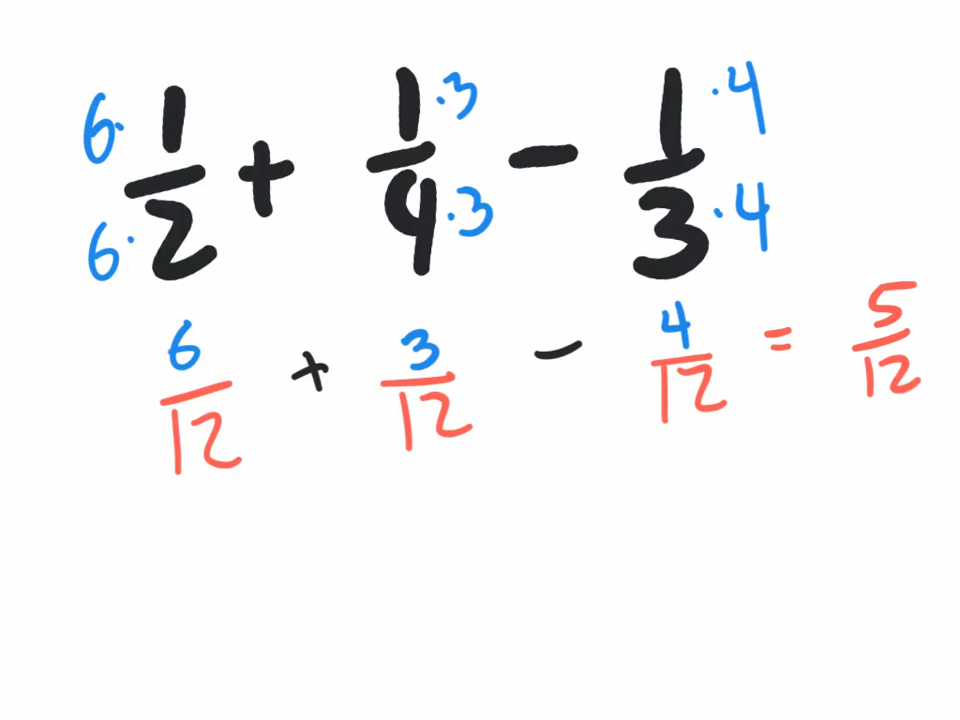 6· 1/2 + 1/4 ·3 - 1/3 ·4
6· ·3 ·4
6/12 + 3/12 - 4/12 = 5/12